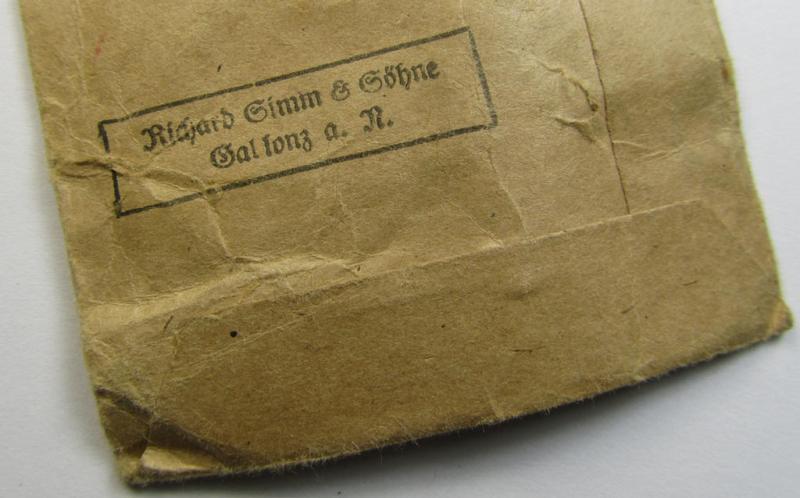 Richard Simm & Söhne
Gablonz a. N.